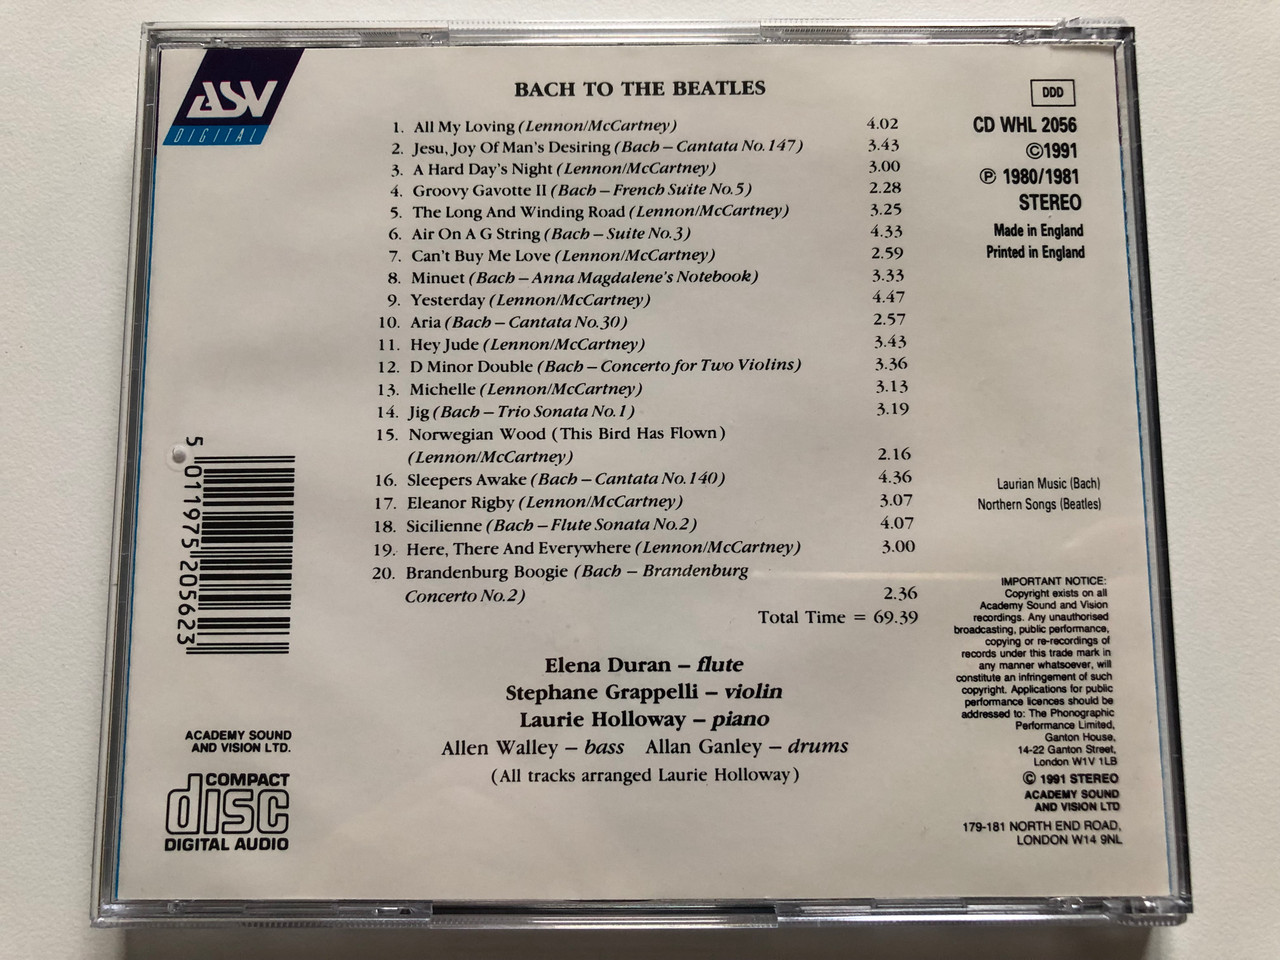 ASV
DIGITAL
BACH TO THE BEATLES
1. All My Loving (Lennon/McCartney) 4.02
2. Jesu, Joy Of Man's Desiring (Bach – Cantata No. 147) 3.43
3. A Hard Day's Night (Lennon/McCartney) 3.00
4. Groovy Gavotte II (Bach – French Suite No. 5) 2.28
5. The Long And Winding Road (Lennon/McCartney) 3.25
6. Air On A G String (Bach – Suite No. 3) 4.33
7. Can't Buy Me Love (Lennon/McCartney) 2.59
8. Minuet (Bach – Anna Magdalene's Notebook) 3.33
9. Yesterday (Lennon/McCartney) 4.47
10. Aria (Bach – Cantata No. 30) 2.57
11. Hey Jude (Lennon/McCartney) 3.43
12. D Minor Double (Bach – Concerto for Two Violins) 3.36
13. Michelle (Lennon/McCartney) 3.13
14. Jig (Bach – Trio Sonata No. 1) 3.19
15. Norwegian Wood (This Bird Has Flown)
(Lennon/McCartney) 2.16
16. Sleepers Awake (Bach – Cantata No. 140) 4.36
17. Eleanor Rigby (Lennon/McCartney) 3.07
18. Sicilienne (Bach – Flute Sonata No. 2) 4.07
19. Here, There And Everywhere (Lennon/McCartney) 3.00
20. Brandenburg Boogie (Bach – Brandenburg
Concerto No. 2) 2.36
Total Time = 69.39
Elena Duran – flute
Stephane Grappelli – violin
Laurie Holloway – piano
Allen Walley – bass Allan Ganley – drums
(All tracks arranged Laurie Holloway)
DDD
CD WHL 2056
©1991
℗ 1980/1981
STEREO
Made in England
Printed in England
Laurian Music (Bach)
Northern Songs (Beatles)
IMPORTANT NOTICE:
Copyright exists on all
Academy Sound and Vision
recordings. Any unauthorised
broadcasting, public performance,
copying or re-recordings of
records under this trade mark in
any manner whatsoever, will
constitute an infringement of such
copyright. Applications for public
performance licences should be
addressed to: The Phonographic
Performance Limited,
Ganton House,
14-22 Ganton Street,
London W1V 1LB
© 1991 STEREO
ACADEMY SOUND
AND VISION LTD
179-181 NORTH END ROAD,
LONDON W14 9NL
5 011975 205623
ACADEMY SOUND
AND VISION LTD.
COMPACT
disc
DIGITAL AUDIO